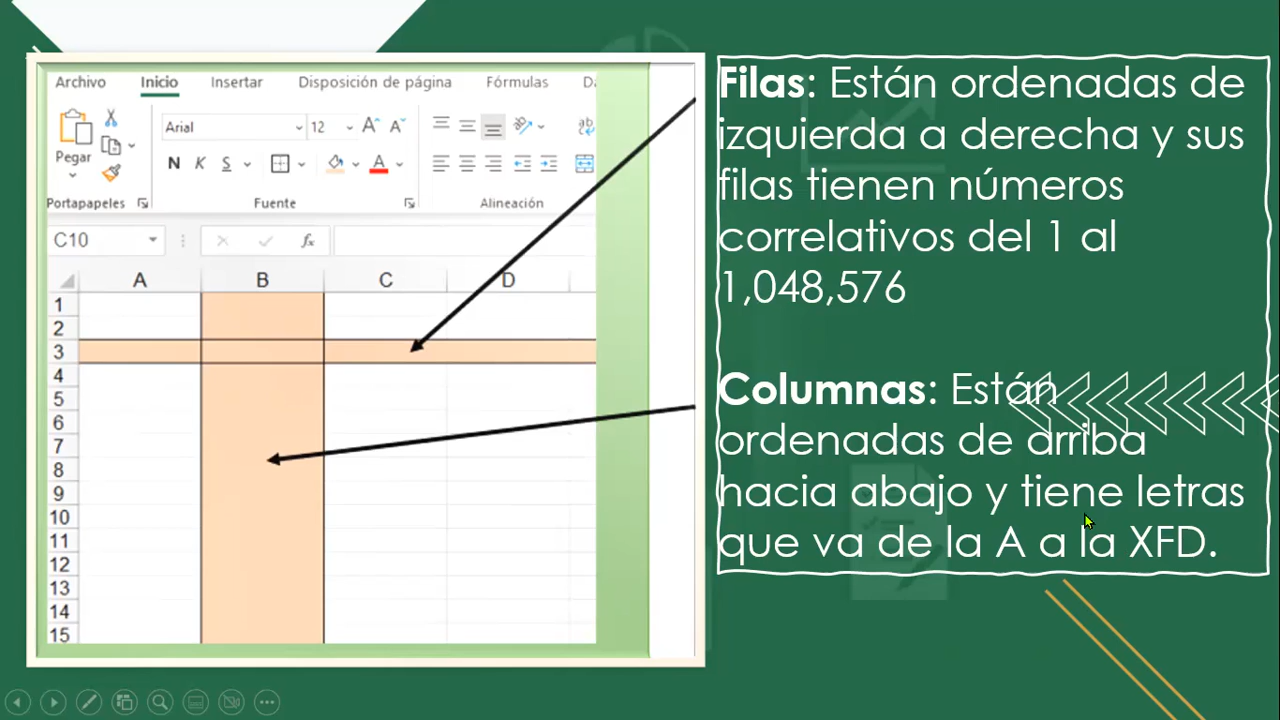 Archivo Inicio Insertar Disposición de página Fórmulas Da
Arial 12
Pegar
N K S A
Portapapeles Fuente Alineación
C10 fx
A B C D
1
2
3
4
5
6
7
8
9
10
11
12
13
14
15
Filas: Están ordenadas de
izquierda a derecha y sus
filas tienen números
correlativos del 1 al
1,048,576
Columnas: Están
ordenadas de arriba
hacia abajo y tiene letras
que va de la A a la XFD.